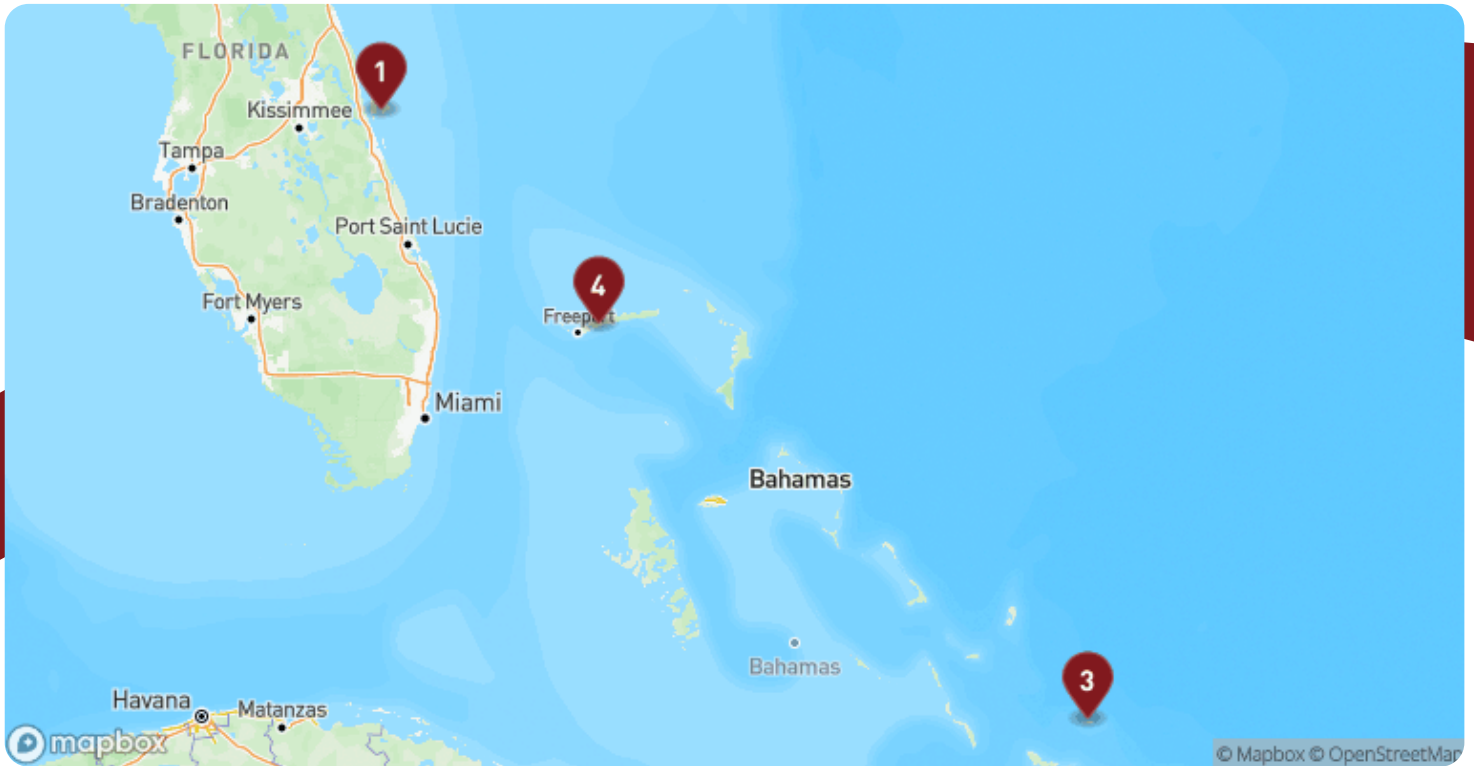 FLORIDA
1
Kissimmee
Tampa
Bradenton
Port Saint Lucie
4
Fort Myers
Freeport
Miami
Bahamas
Bahamas
3
Havana
Matanzas
mapbox
© Mapbox © OpenStreetMap